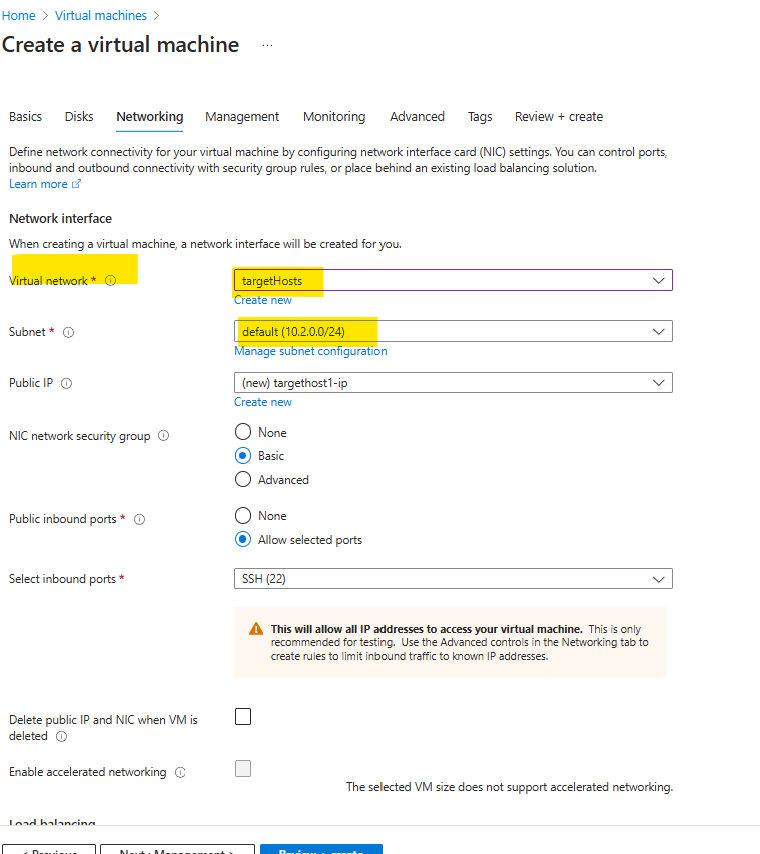 Home > Virtual machines >
Create a virtual machine ...
Basics Disks Networking Management Monitoring Advanced Tags Review + create
Define network connectivity for your virtual machine by configuring network interface card (NIC) settings. You can control ports,
inbound and outbound connectivity with security group rules, or place behind an existing load balancing solution.
Learn more
Network interface
When creating a virtual machine, a network interface will be created for you.
Virtual network * targetHosts
Create new
Subnet * default (10.2.0.0/24)
Manage subnet configuration
Public IP (new) targethost1-ip
Create new
NIC network security group None
Basic
Advanced
Public inbound ports * None
Allow selected ports
Select inbound ports * SSH (22)
This will allow all IP addresses to access your virtual machine. This is only
recommended for testing. Use the Advanced controls in the Networking tab to
create rules to limit inbound traffic to known IP addresses.
Delete public IP and NIC when VM is
deleted
Enable accelerated networking
The selected VM size does not support accelerated networking.
Load balancing
< Previous Next : Management > Review + create